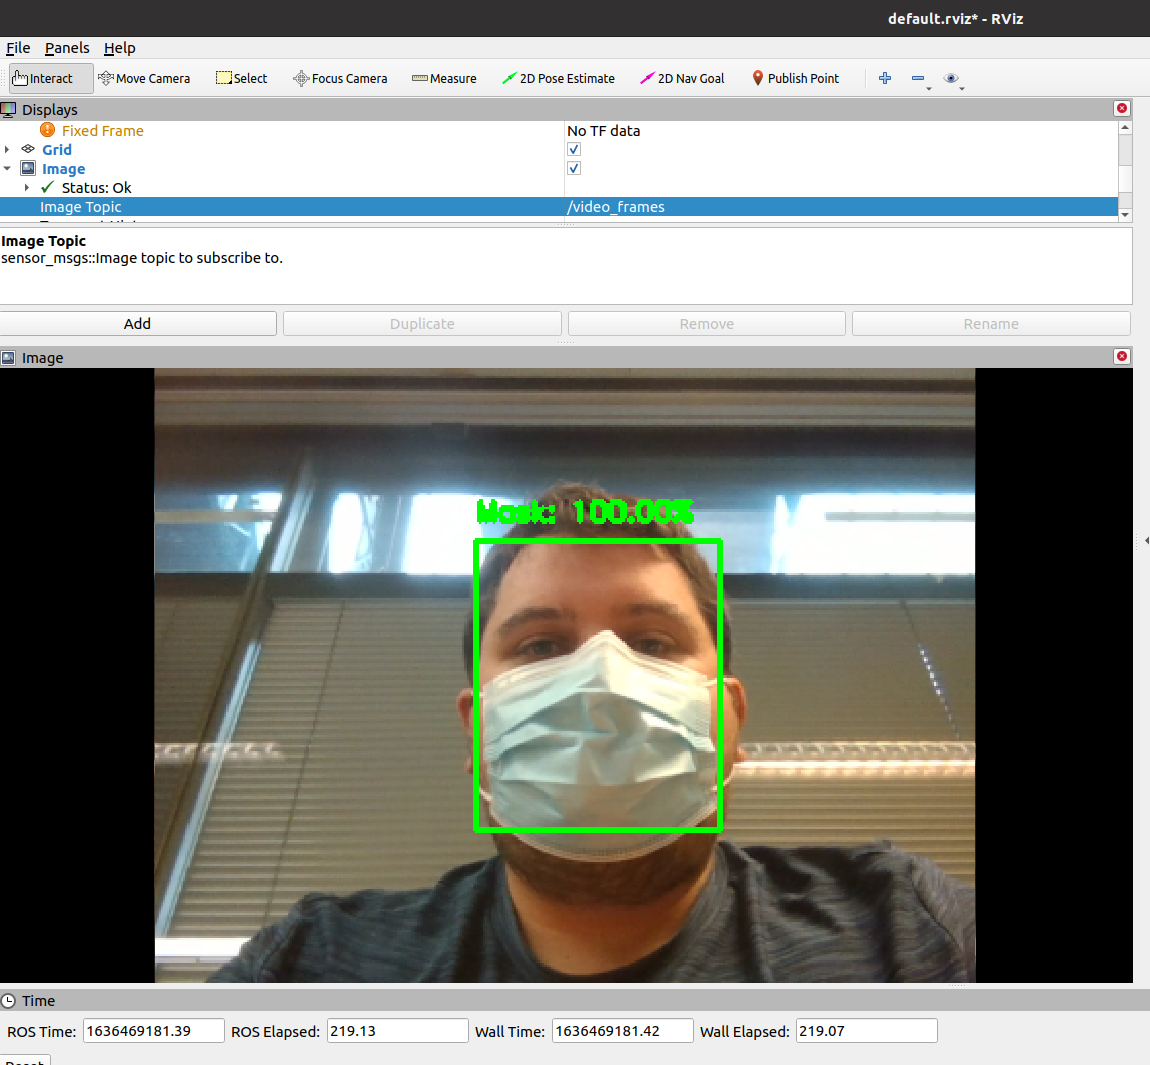 default.rviz* - RViz
File Panels Help
Interact Move Camera Select Focus Camera Measure 2D Pose Estimate 2D Nav Goal Publish Point
Displays
Fixed Frame No TF data
Grid
Image
Status: Ok
Image Topic /video_frames
Image Topic
sensor_msgs::Image topic to subscribe to.
Add Duplicate Remove Rename
Image
Mask: 100.00%
Time
ROS Time: 1636469181.39 ROS Elapsed: 219.13 Wall Time: 1636469181.42 Wall Elapsed: 219.07
Reset